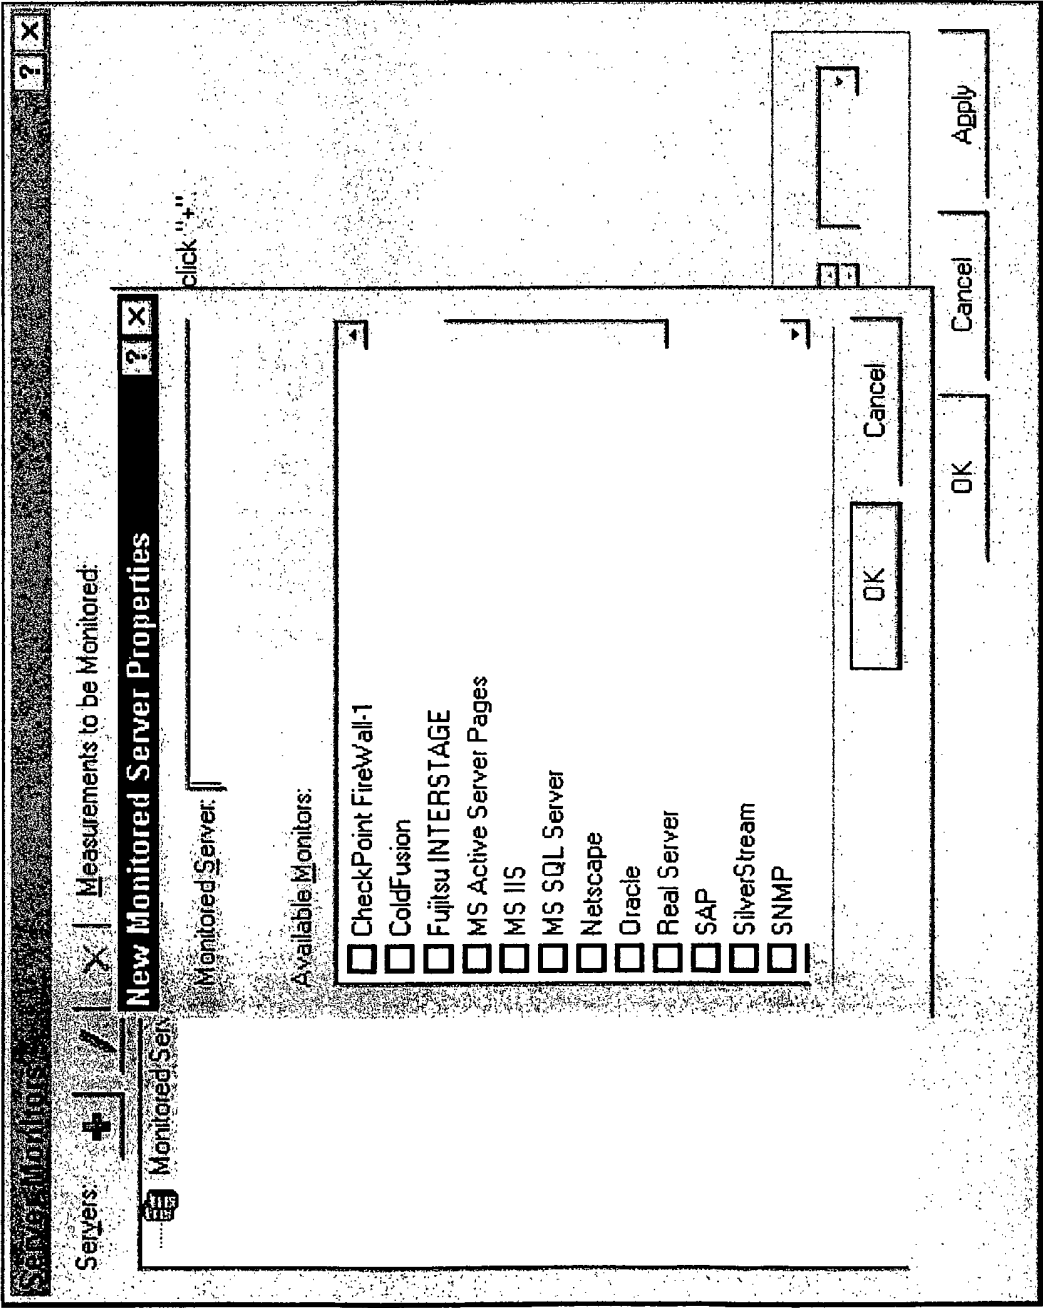 Server Monitors
Servers:
Measurements to be Monitored:
Monitored Serv
click "+".
New Monitored Server Properties
Monitored Server:
Available Monitors:
CheckPoint FireWall-1
ColdFusion
Fujitsu INTERSTAGE
MS Active Server Pages
MS IIS
MS SQL Server
Netscape
Oracle
Real Server
SAP
SilverStream
SNMP
OK
Cancel
OK
Cancel
Apply